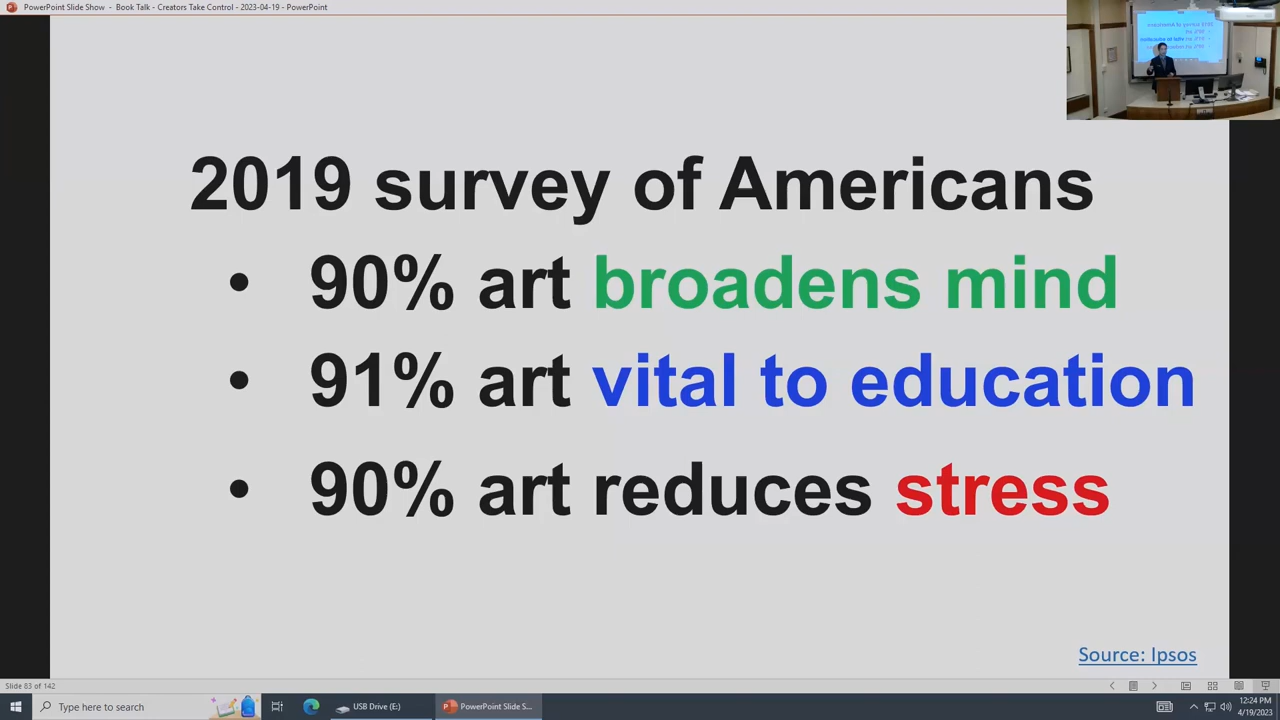 PowerPoint Slide Show - Book Talk - Creators Take Control - 2023-04-19 - PowerPoint
2019 survey of Americans
• 90% art broadens mind
• 91% art vital to education
• 90% art reduces stress
Source: Ipsos
Slide 83 of 142
Type here to search
USB Drive (E:)
PowerPoint Slide S...
12:24 PM
4/19/2023